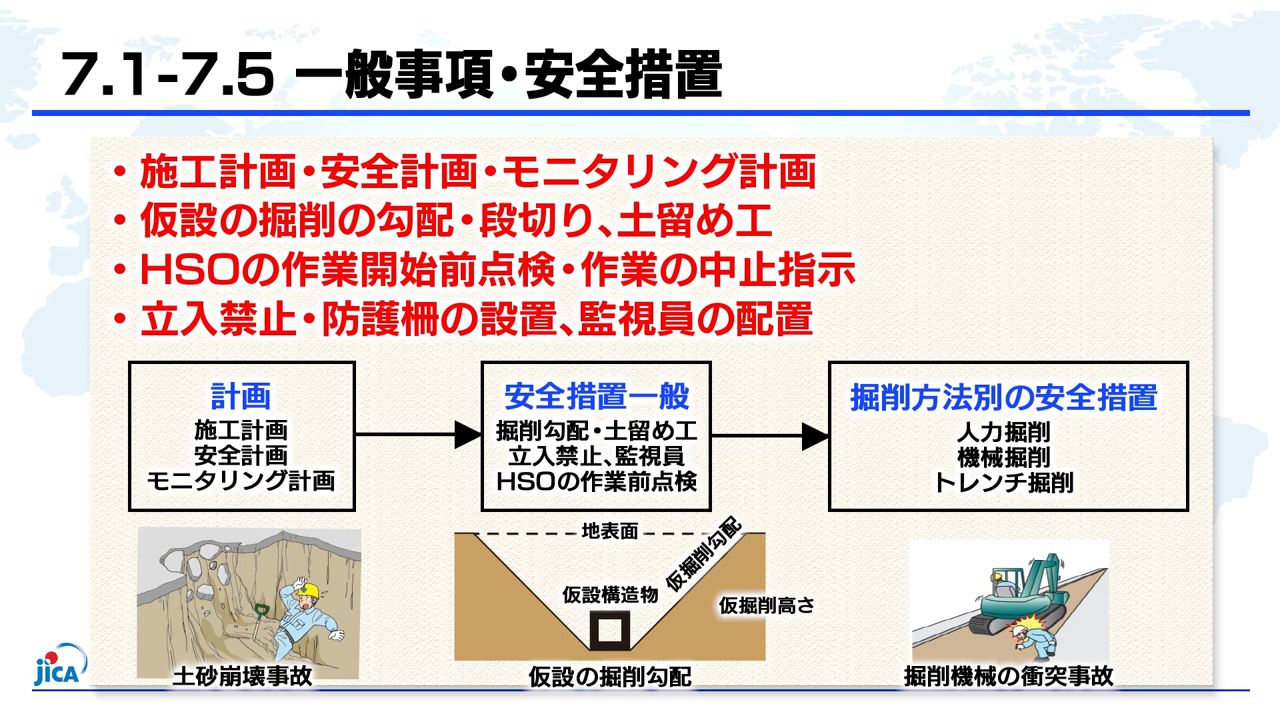 7.1-7.5 一般事項・安全措置
・施工計画・安全計画・モニタリング計画
・仮設の掘削の勾配・段切り、土留め工
・HSOの作業開始前点検・作業の中止指示
・立入禁止・防護柵の設置、監視員の配置
計画
施工計画
安全計画
モニタリング計画
安全措置一般
掘削勾配・土留め工
立入禁止、監視員
HSOの作業前点検
掘削方法別の安全措置
人力掘削
機械掘削
トレンチ掘削
土砂崩壊事故
地表面
仮掘削勾配
仮設構造物
仮掘削高さ
仮設の掘削勾配
掘削機械の衝突事故
jICA